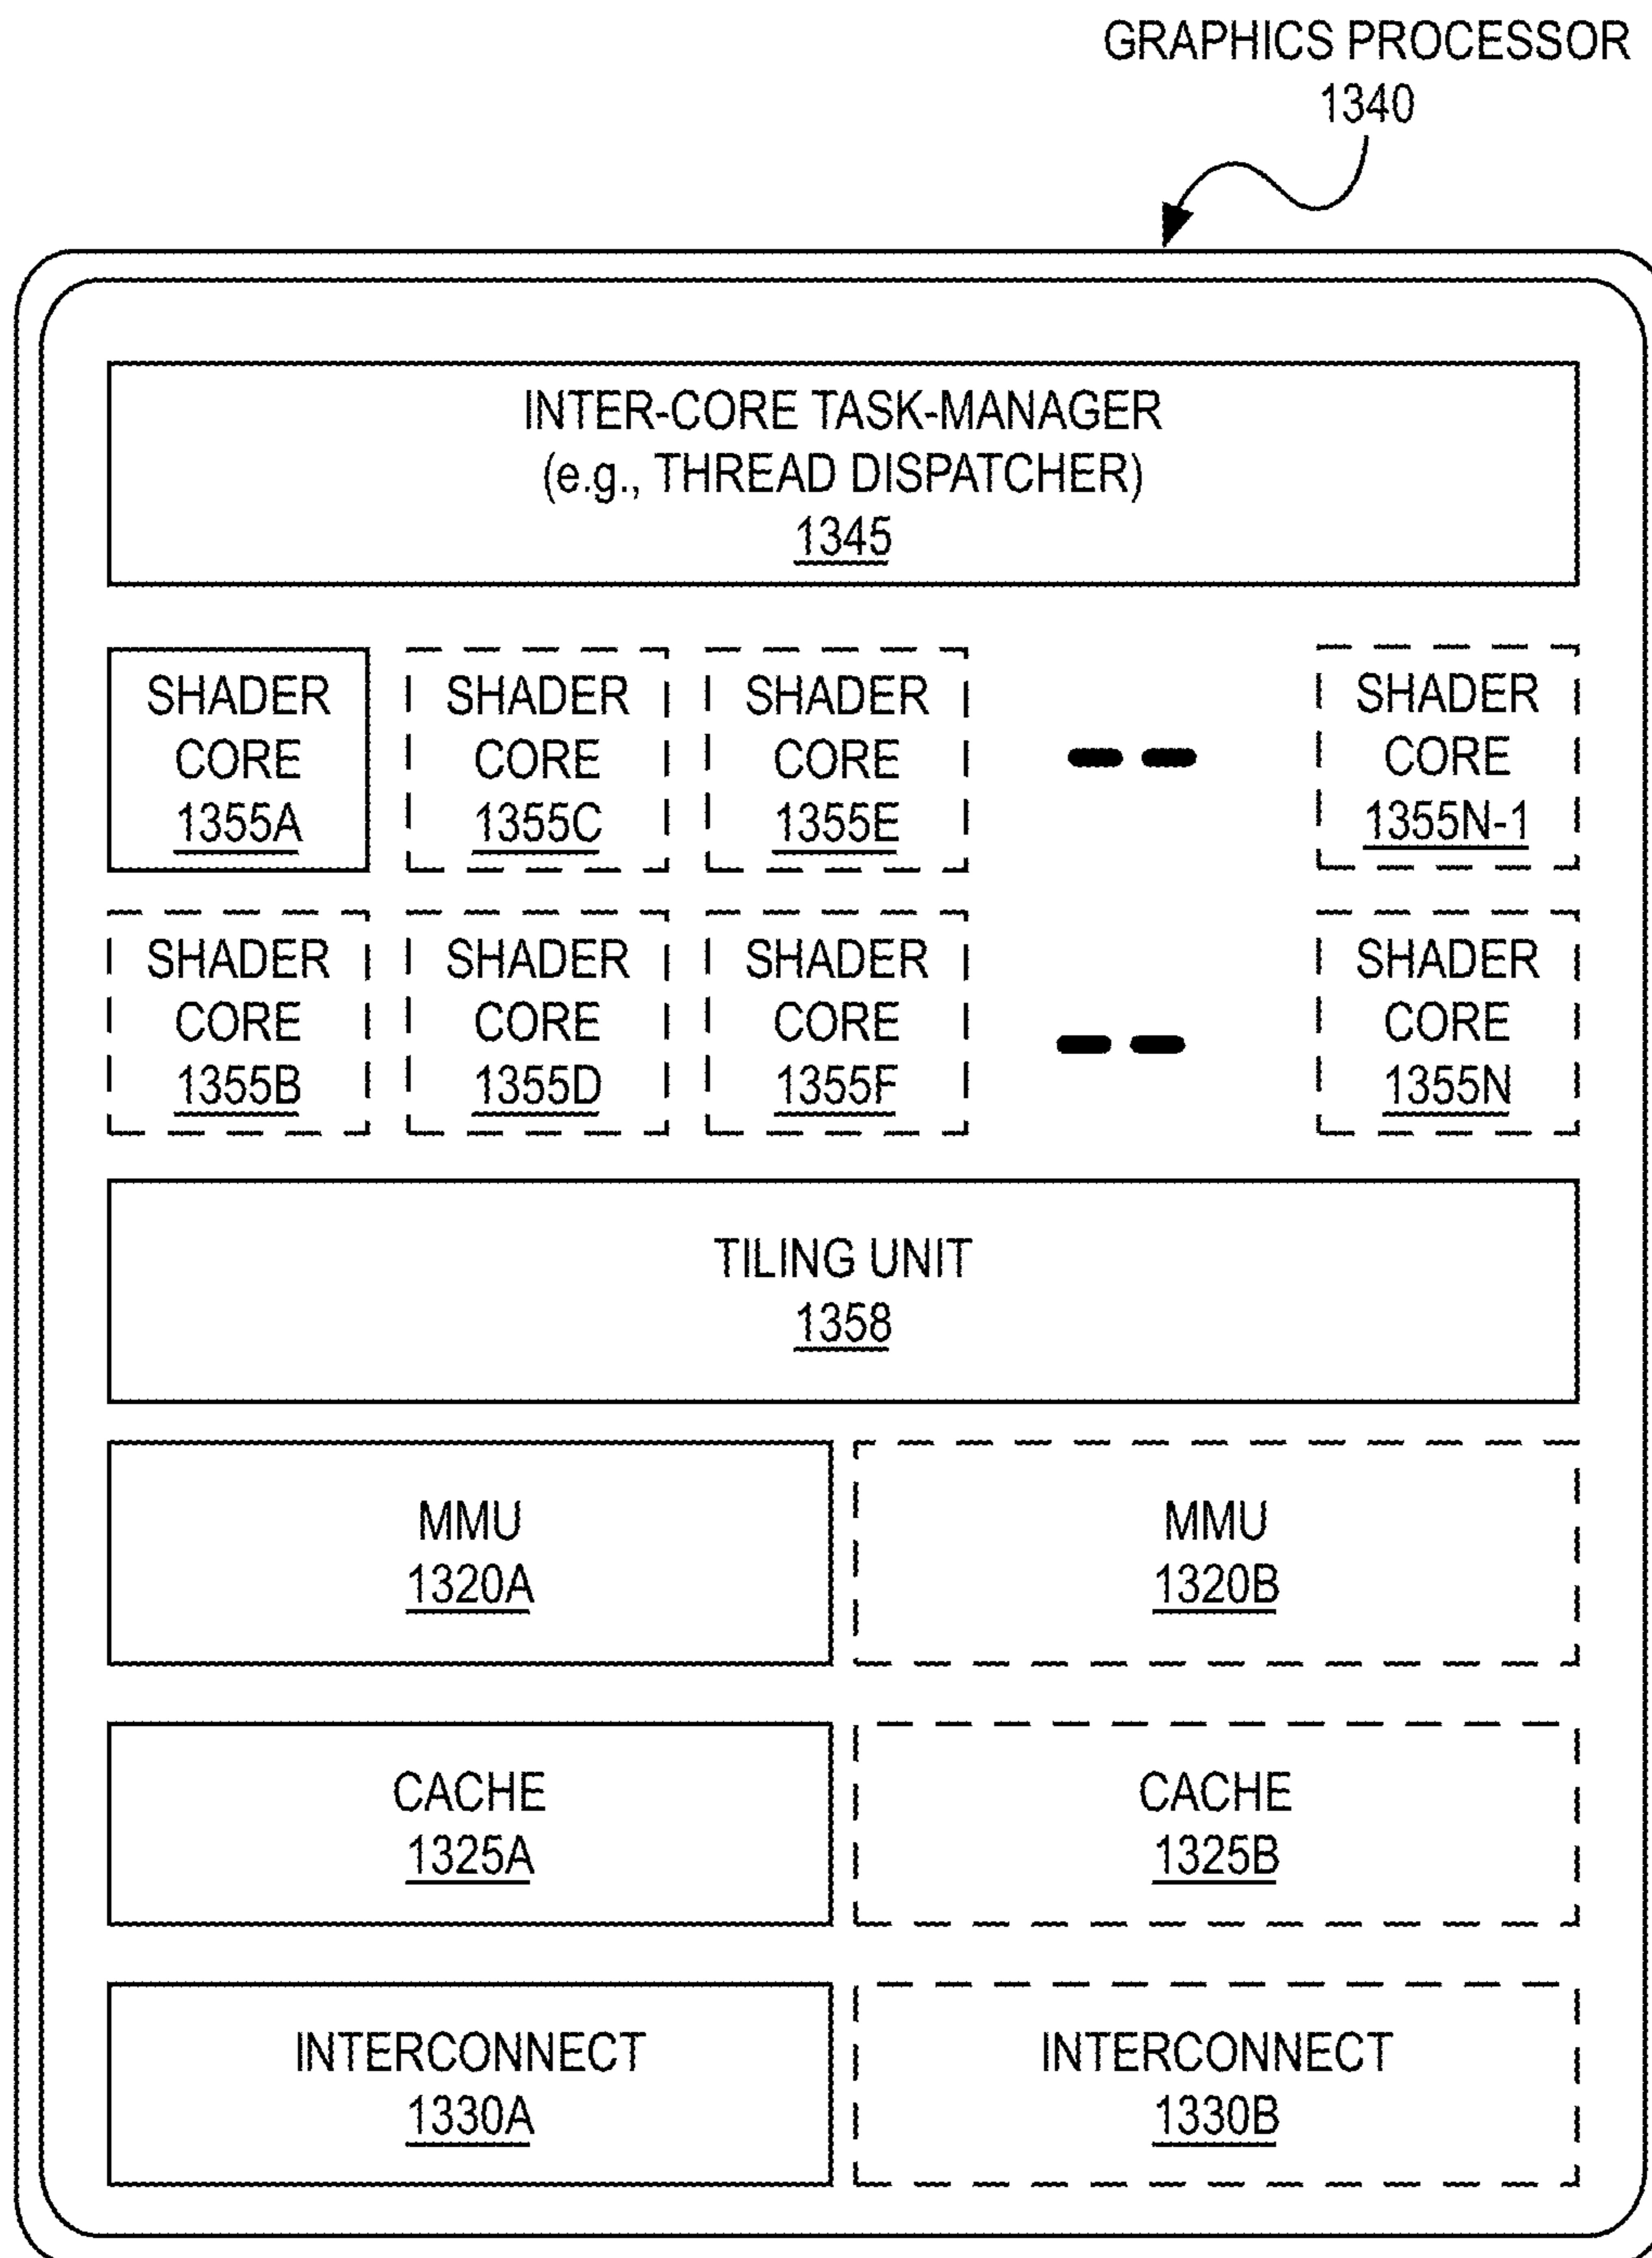 GRAPHICS PROCESSOR
1340
INTER-CORE TASK-MANAGER
(e.g., THREAD DISPATCHER)
1345
SHADER
CORE
1355A
SHADER
CORE
1355C
SHADER
CORE
1355E
SHADER
CORE
1355N-1
SHADER
CORE
1355B
SHADER
CORE
1355D
SHADER
CORE
1355F
SHADER
CORE
1355N
TILING UNIT
1358
MMU
1320A
MMU
1320B
CACHE
1325A
CACHE
1325B
INTERCONNECT
1330A
INTERCONNECT
1330B